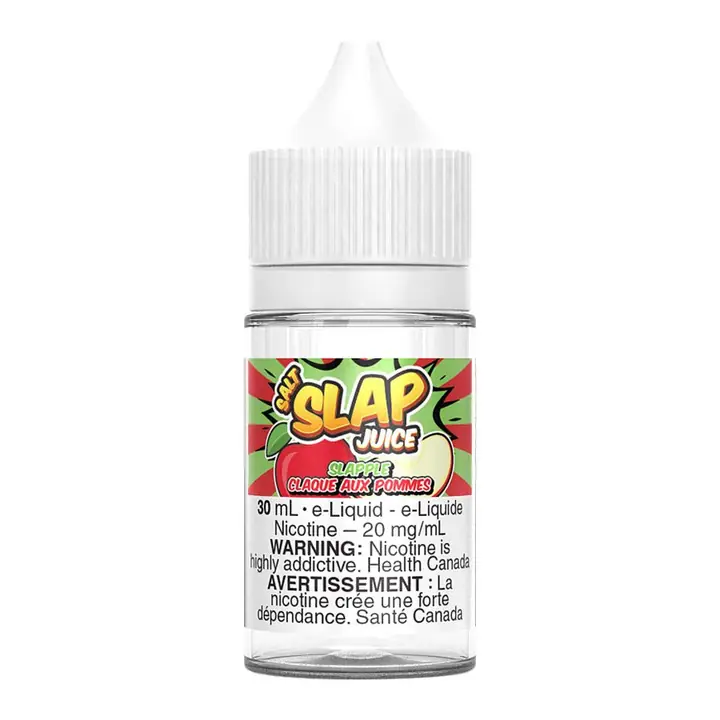 SALT
SLAP
JUICE
SLAPPLE
CLAQUE AUX POMMES
30 mL • e-Liquid - e-Liquide
Nicotine — 20 mg/mL
WARNING: Nicotine is
highly addictive. Health Canada
AVERTISSEMENT : La
nicotine crée une forte
dépendance. Santé Canada